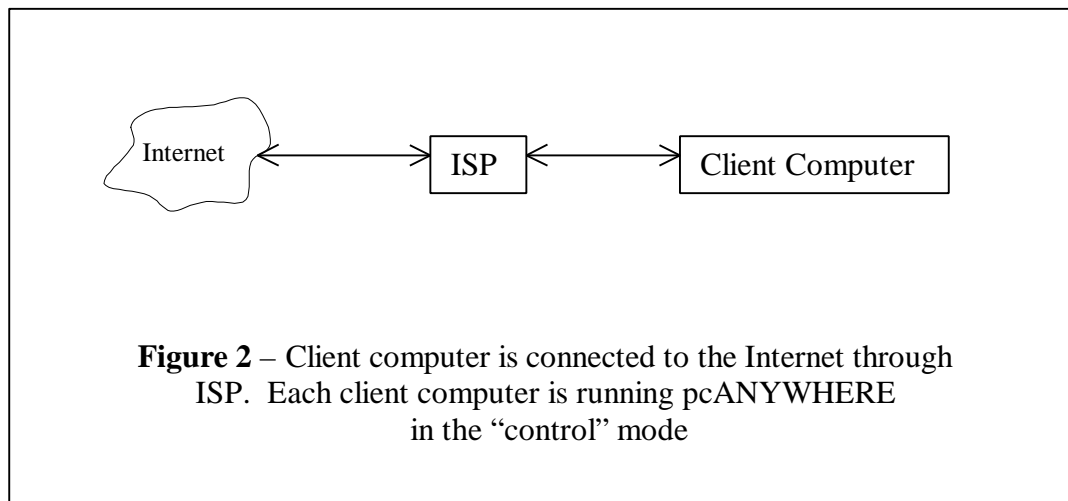 Internet
ISP
Client Computer
Figure 2 – Client computer is connected to the Internet through
ISP.  Each client computer is running pcANYWHERE
in the “control” mode